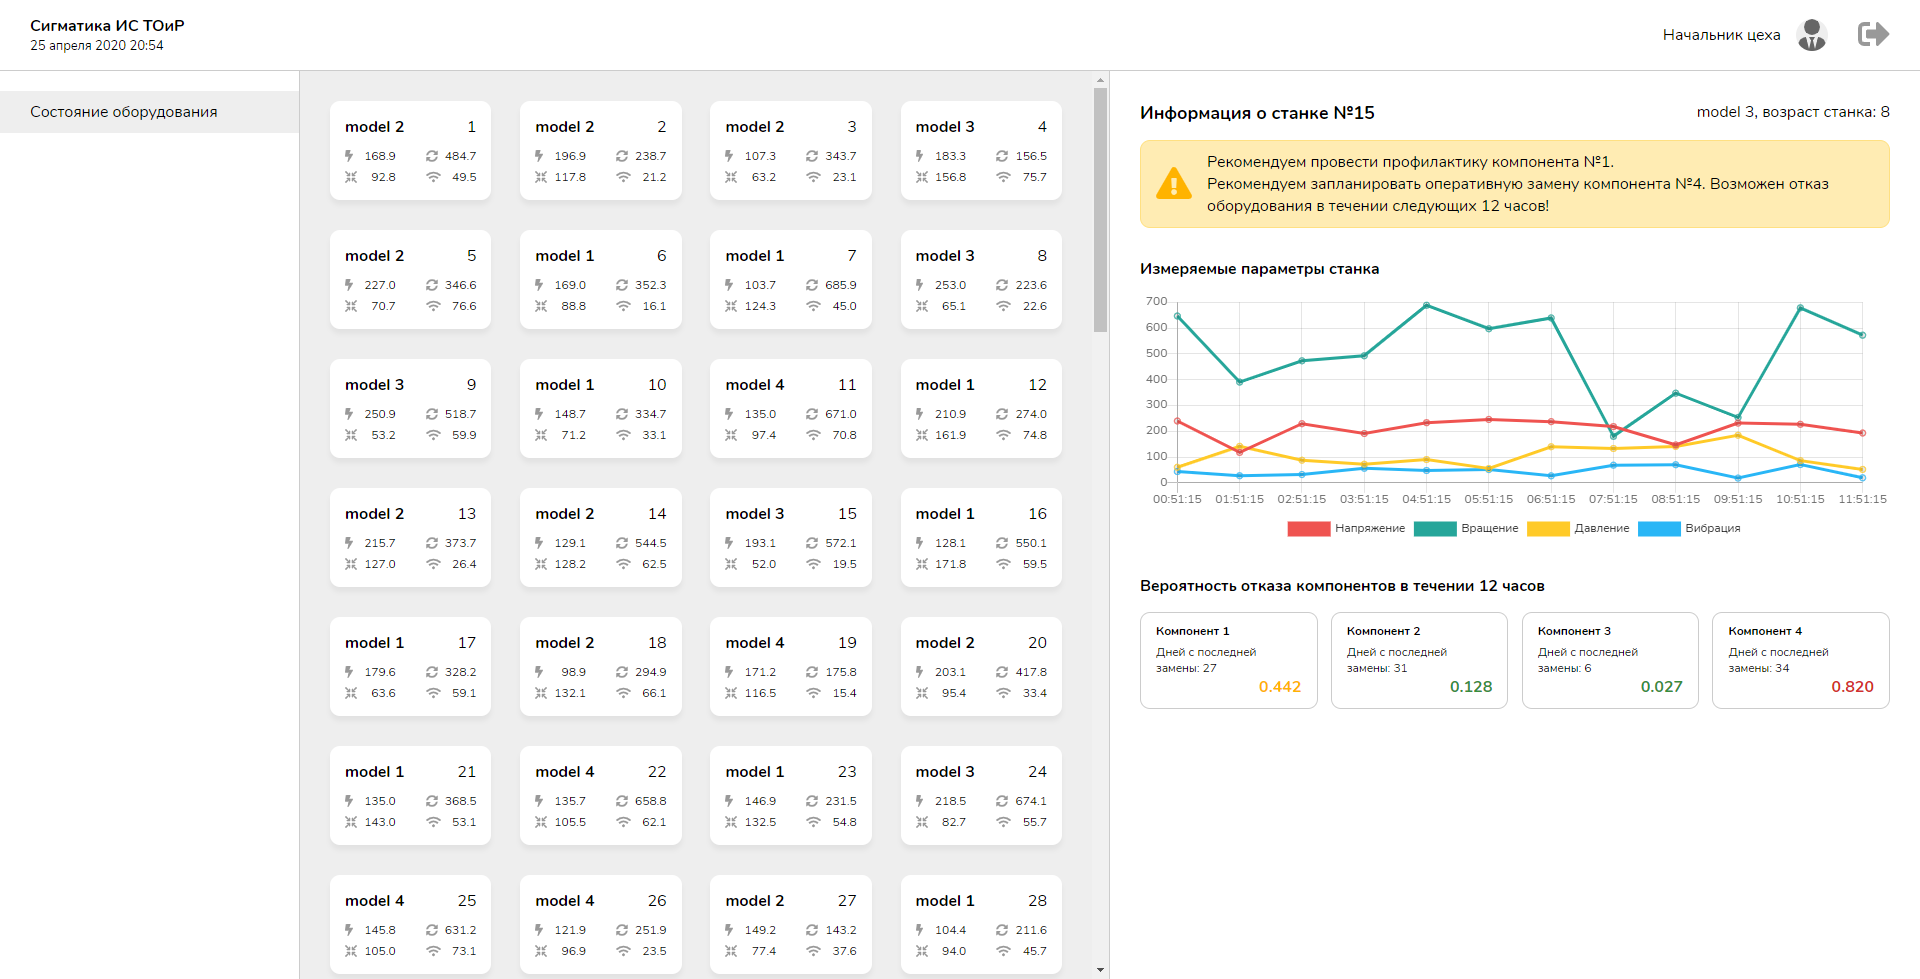 Сигматика ИС ТОиР
25 апреля 2020 20:54
Начальник цеха
Состояние оборудования
model 2 1
168.9 484.7
92.8 49.5
model 2 2
196.9 238.7
117.8 21.2
model 2 3
107.3 343.7
63.2 23.1
model 3 4
183.3 156.5
156.8 75.7
model 2 5
227.0 346.6
70.7 76.6
model 1 6
169.0 352.3
88.8 16.1
model 1 7
103.7 685.9
124.3 45.0
model 3 8
253.0 223.6
65.1 22.6
model 3 9
250.9 518.7
53.2 59.9
model 1 10
148.7 334.7
71.2 33.1
model 4 11
135.0 671.0
97.4 70.8
model 1 12
210.9 274.0
161.9 74.8
model 2 13
215.7 373.7
127.0 26.4
model 2 14
129.1 544.5
128.2 62.5
model 3 15
193.1 572.1
52.0 19.5
model 1 16
128.1 550.1
171.8 59.5
model 1 17
179.6 328.2
63.6 59.1
model 2 18
98.9 294.9
132.1 66.1
model 4 19
171.2 175.8
116.5 15.4
model 2 20
203.1 417.8
95.4 33.4
model 1 21
135.0 368.5
143.0 53.1
model 4 22
135.7 658.8
105.5 62.1
model 1 23
146.9 231.5
132.5 54.8
model 3 24
218.5 674.1
82.7 55.7
model 4 25
145.8 631.2
105.0 73.1
model 4 26
121.9 251.9
96.9 23.5
model 2 27
149.2 143.2
77.4 37.6
model 1 28
104.4 211.6
94.0 45.7
Информация о станке №15
model 3, возраст станка: 8
Рекомендуем провести профилактику компонента №1.
Рекомендуем запланировать оперативную замену компонента №4. Возможен отказ
оборудования в течении следующих 12 часов!
Измеряемые параметры станка
700
600
500
400
300
200
100
0
00:51:15 01:51:15 02:51:15 03:51:15 04:51:15 05:51:15 06:51:15 07:51:15 08:51:15 09:51:15 10:51:15 11:51:15
Напряжение Вращение Давление Вибрация
Вероятность отказа компонентов в течении 12 часов
Компонент 1
Дней с последней
замены: 27
0.442
Компонент 2
Дней с последней
замены: 31
0.128
Компонент 3
Дней с последней
замены: 6
0.027
Компонент 4
Дней с последней
замены: 34
0.820